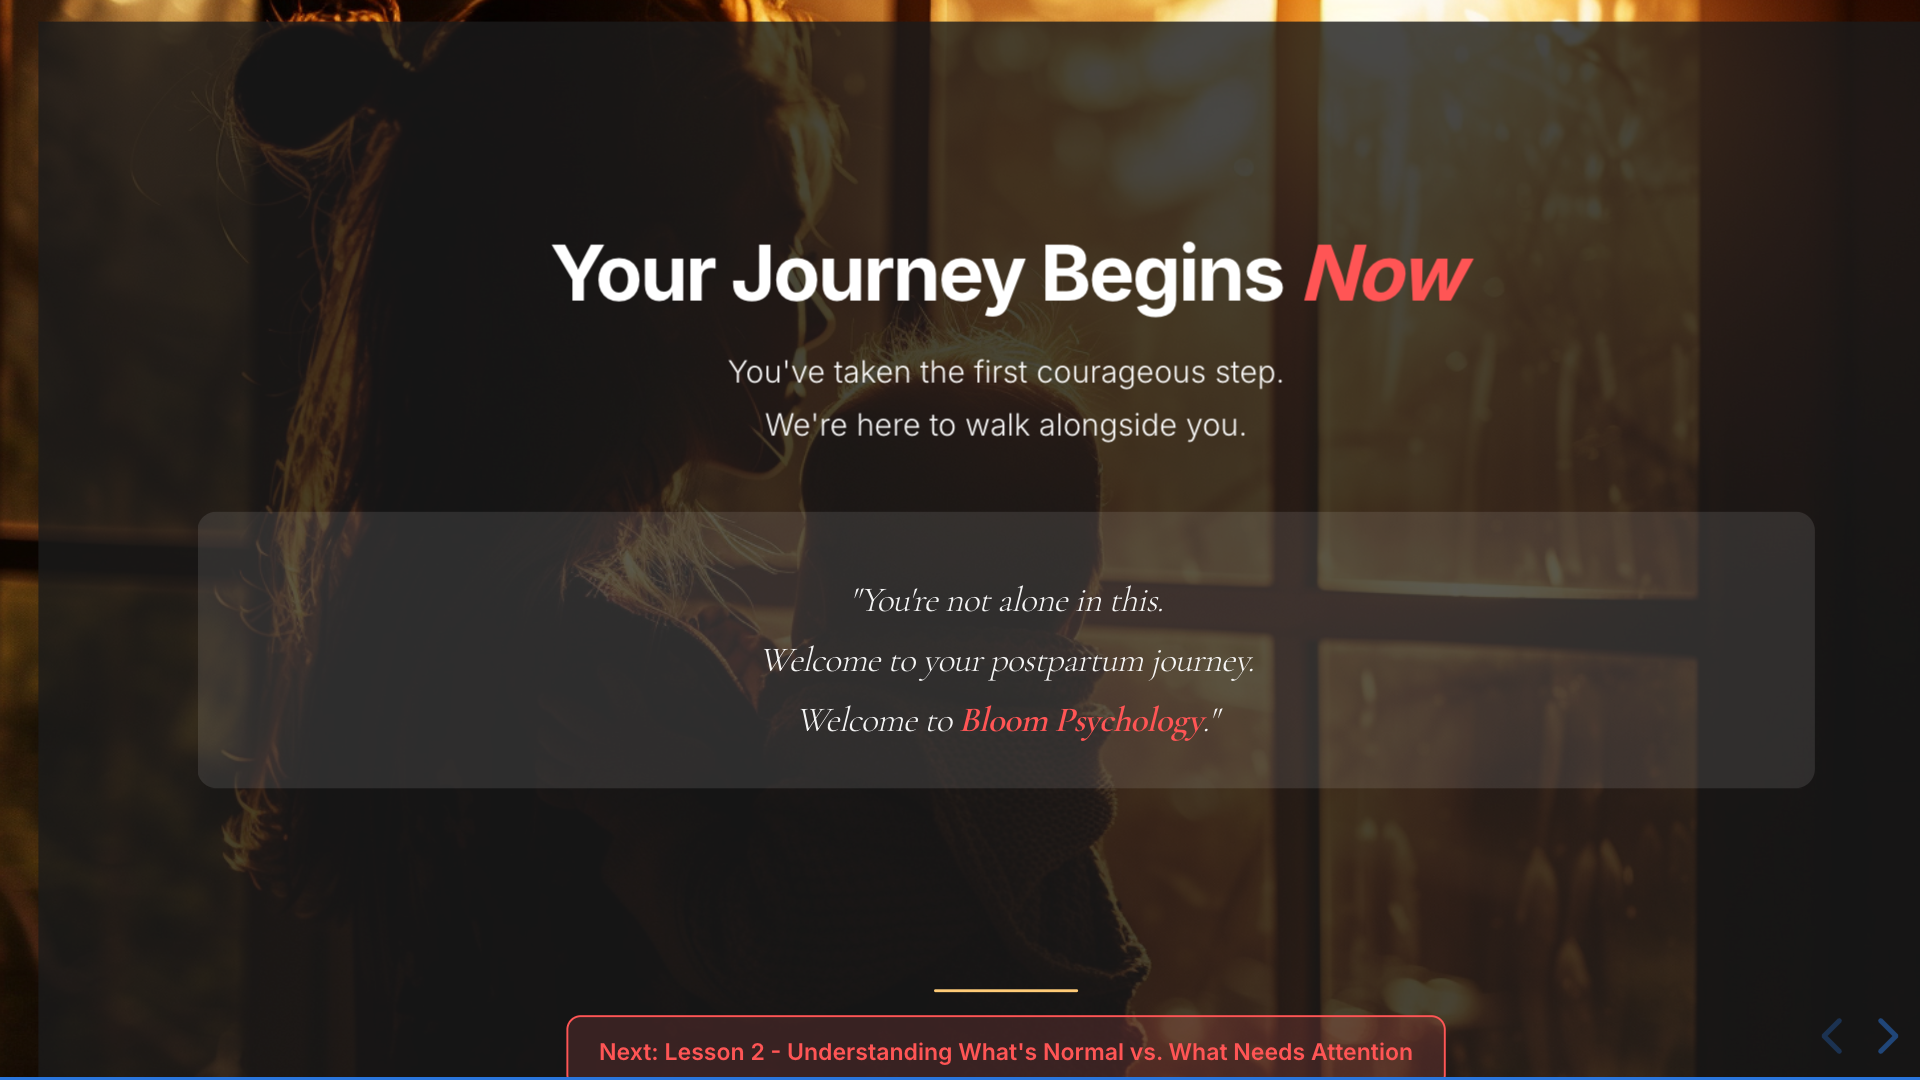 Your Journey Begins Now
You've taken the first courageous step.
We're here to walk alongside you.
"You're not alone in this.
Welcome to your postpartum journey.
Welcome to Bloom Psychology."
Next: Lesson 2 - Understanding What's Normal vs. What Needs Attention